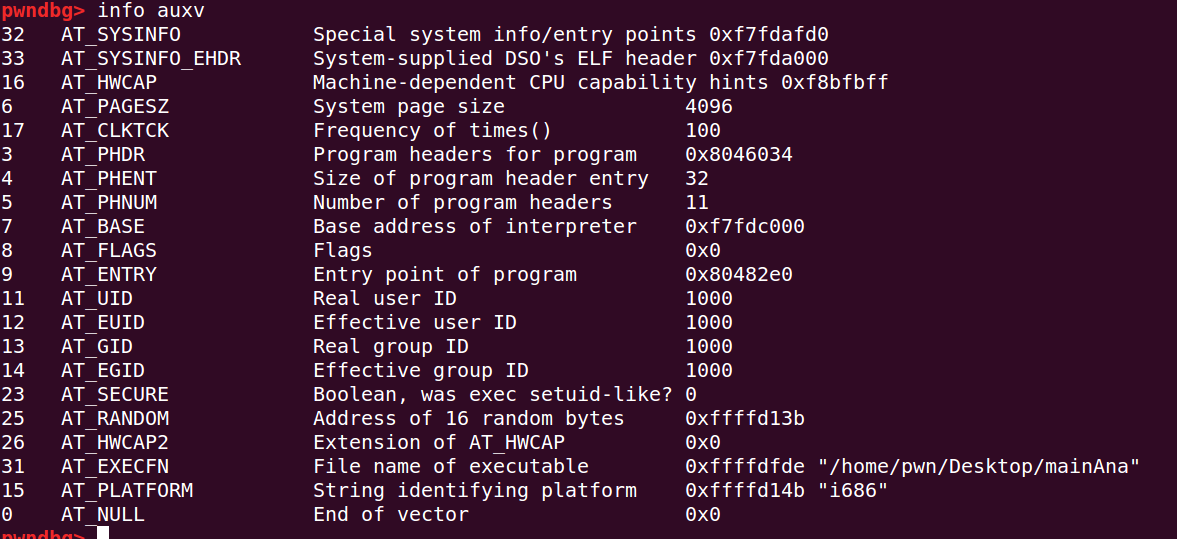 pwndbg> info auxv
32 AT_SYSINFO Special system info/entry points 0xf7fdafd0
33 AT_SYSINFO_EHDR System-supplied DSO's ELF header 0xf7fda000
16 AT_HWCAP Machine-dependent CPU capability hints 0xf8bfbff
6 AT_PAGESZ System page size 4096
17 AT_CLKTCK Frequency of times() 100
3 AT_PHDR Program headers for program 0x8046034
4 AT_PHENT Size of program header entry 32
5 AT_PHNUM Number of program headers 11
7 AT_BASE Base address of interpreter 0xf7fdc000
8 AT_FLAGS Flags 0x0
9 AT_ENTRY Entry point of program 0x80482e0
11 AT_UID Real user ID 1000
12 AT_EUID Effective user ID 1000
13 AT_GID Real group ID 1000
14 AT_EGID Effective group ID 1000
23 AT_SECURE Boolean, was exec setuid-like? 0
25 AT_RANDOM Address of 16 random bytes 0xffffd13b
26 AT_HWCAP2 Extension of AT_HWCAP 0x0
31 AT_EXECFN File name of executable 0xffffdfde "/home/pwn/Desktop/mainAna"
15 AT_PLATFORM String identifying platform 0xffffd14b "i686"
0 AT_NULL End of vector 0x0
pwndbg>